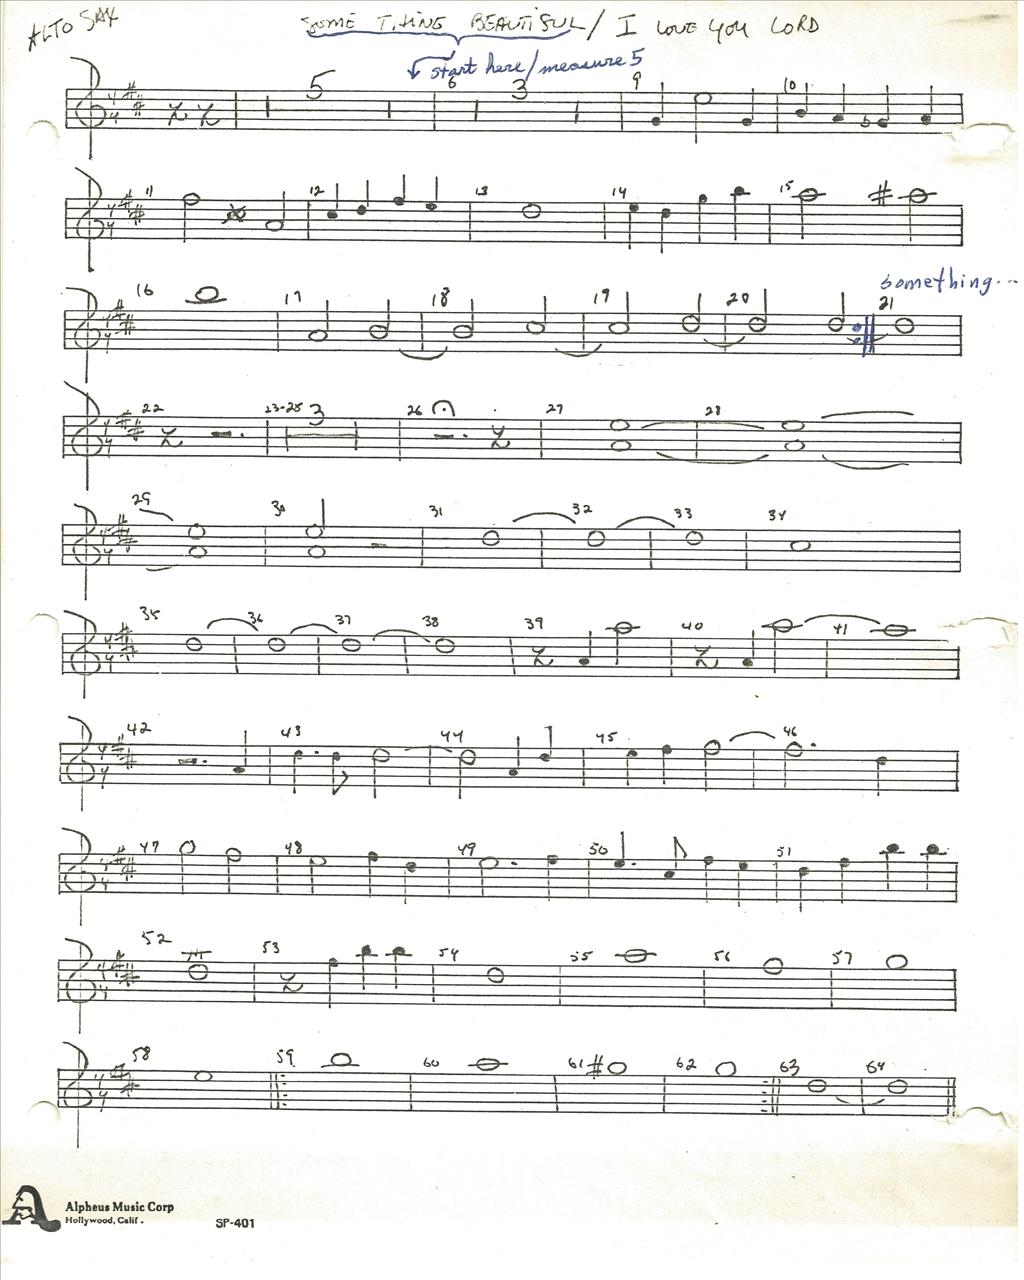 ALTO SAX
SOME THING BEAUTIFUL / I LOVE YOU LORD
start here/measure 5
5 6 3 9 10
11 12 13 14 15
something...
16 17 18 19 20 21
22 23-25 3 26 27 28
29 30 31 32 33 34
35 36 37 38 39 40 41
42 43 44 45 46
47 48 49 50 51
52 53 54 55 56 57
58 59 60 61 62 63 64
Alpheus Music Corp
Hollywood, Calif.
SP-401